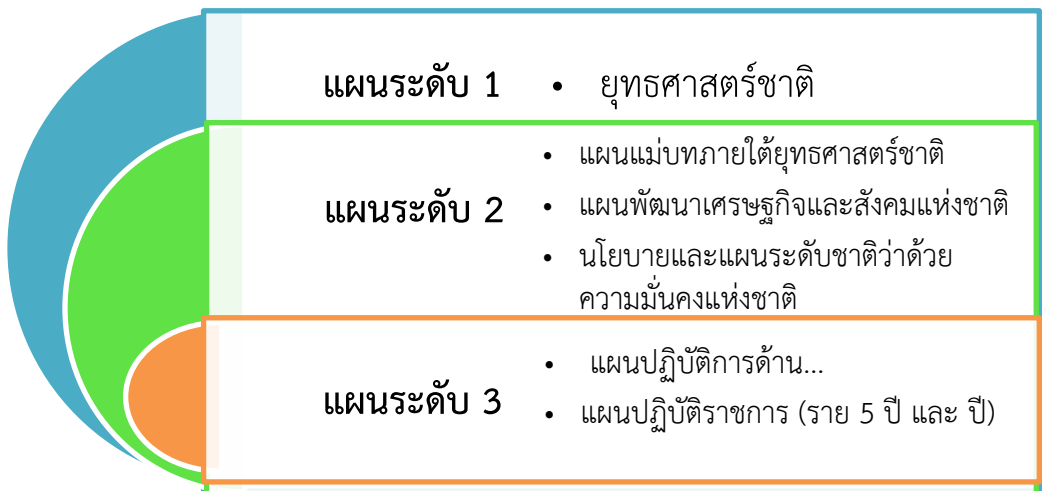 แผนระดับ 1 • ยุทธศาสตร์ชาติ
แผนระดับ 2
• แผนแม่บทภายใต้ยุทธศาสตร์ชาติ
• แผนพัฒนาเศรษฐกิจและสังคมแห่งชาติ
• นโยบายและแผนระดับชาติว่าด้วย
ความมั่นคงแห่งชาติ
แผนระดับ 3
• แผนปฏิบัติการด้าน...
• แผนปฏิบัติราชการ (ราย 5 ปี และ ปี)